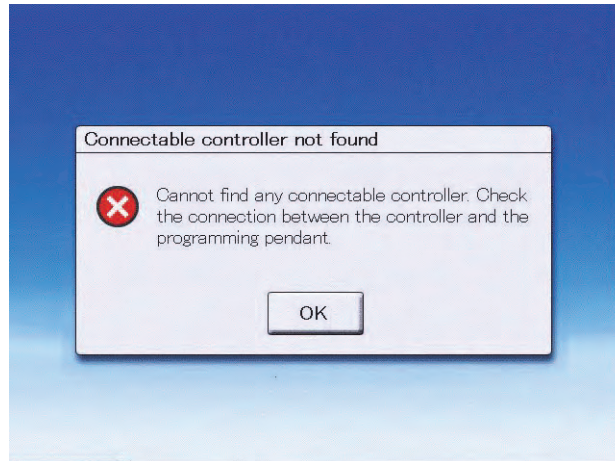 Connectable controller not found
Cannot find any connectable controller. Check
the connection between the controller and the
programming pendant.
OK